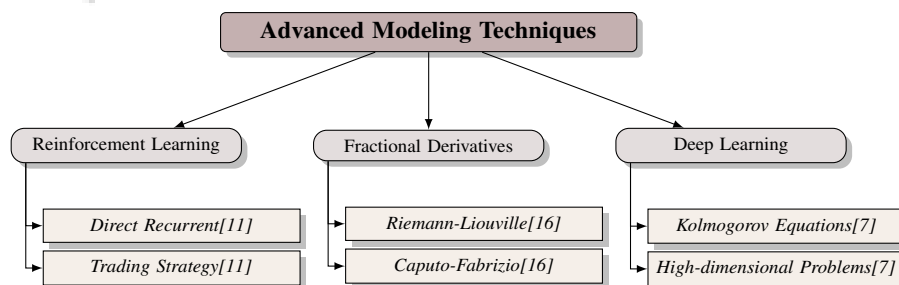 Advanced Modeling Techniques
Reinforcement Learning
Direct Recurrent[11]
Trading Strategy[11]
Fractional Derivatives
Riemann-Liouville[16]
Caputo-Fabrizio[16]
Deep Learning
Kolmogorov Equations[7]
High-dimensional Problems[7]